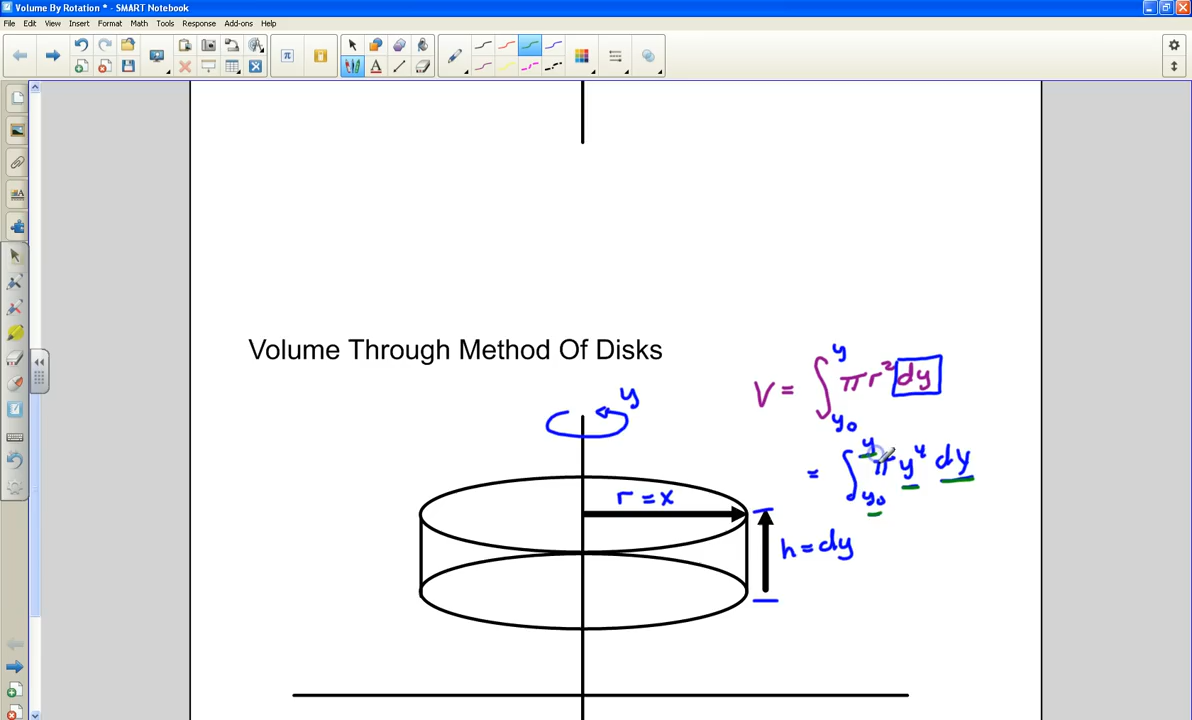 Volume By Rotation * - SMART Notebook
File Edit View Insert Format Math Tools Response Add-ons Help
Volume Through Method Of Disks
y
V = ∫_{y0}^{y} πr² dy
= ∫_{y0}^{y} π y⁴ dy
r = x
h = dy